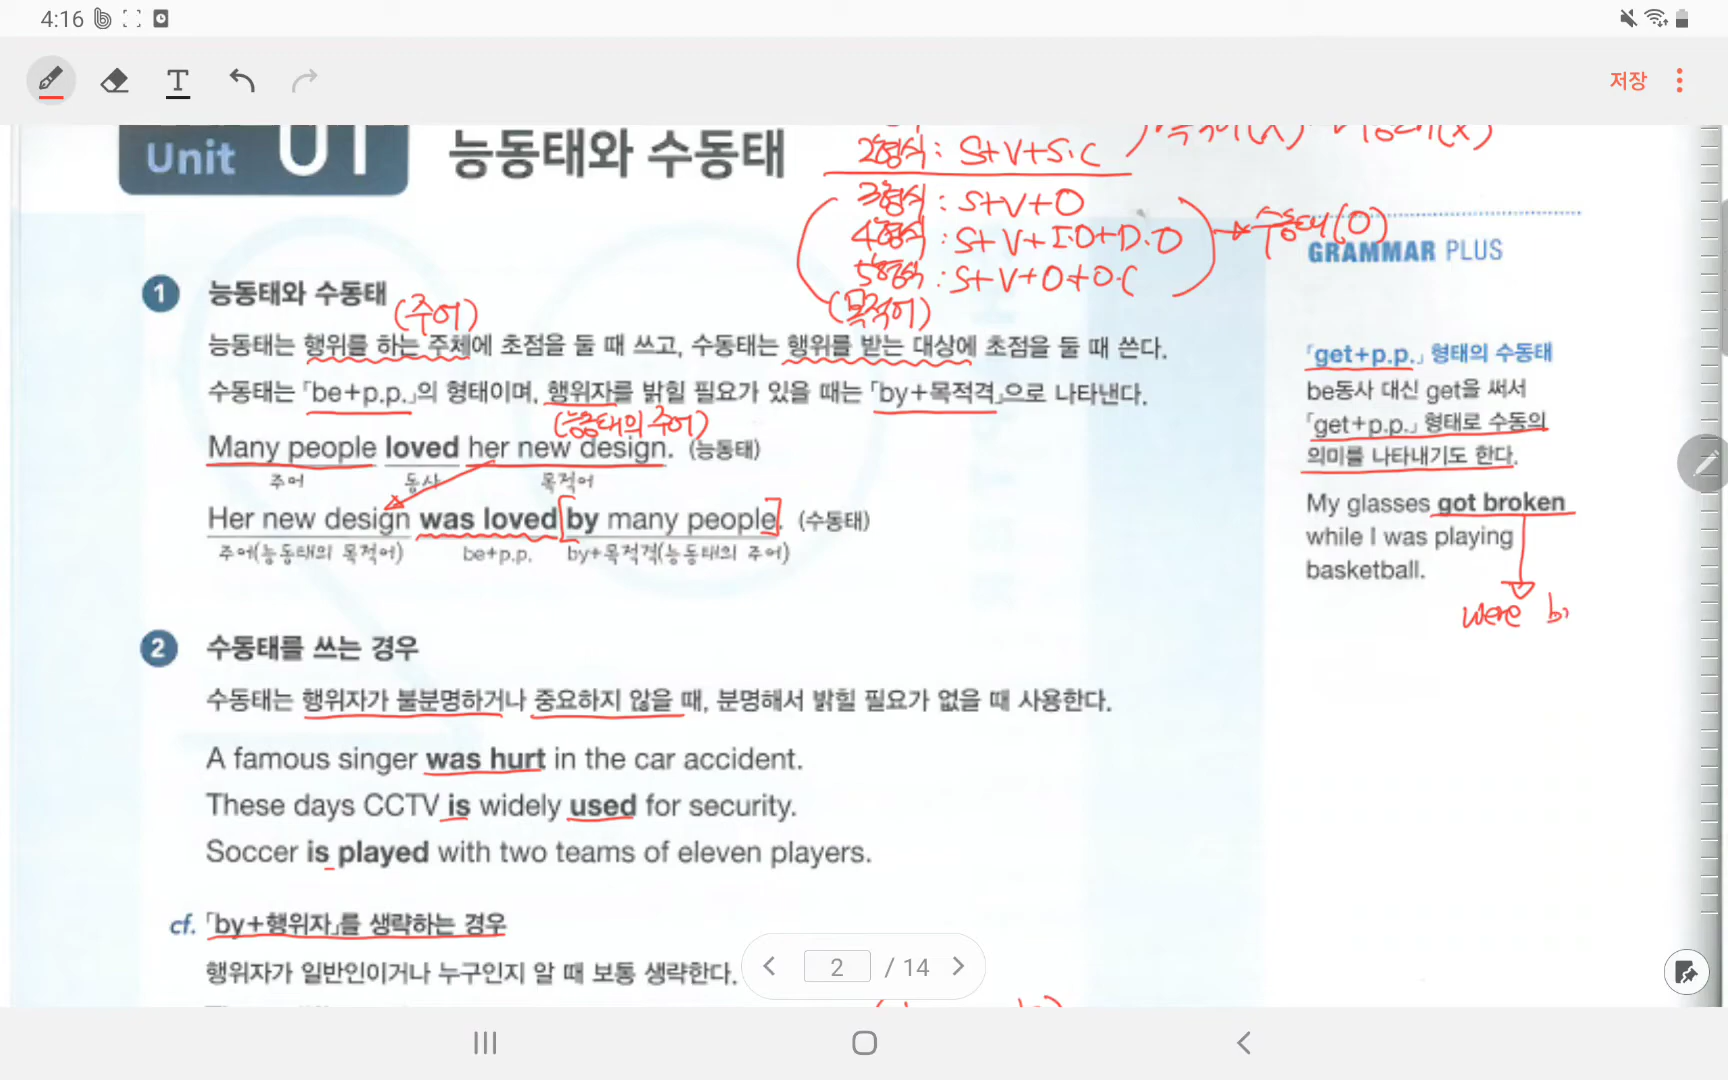 4:16
저장
Unit 01 능동태와 수동태
2형식 : S+V+S.C
3형식 : S+V+O
4형식 : S+V+I.O+D.O
5형식 : S+V+O+O.C
(목적어)
→ 수동태(O)
1 능동태와 수동태
(주어)
능동태는 행위를 하는 주체에 초점을 둘 때 쓰고, 수동태는 행위를 받는 대상에 초점을 둘 때 쓴다.
수동태는 「be+p.p.」의 형태이며, 행위자를 밝힐 필요가 있을 때는 「by+목적격」으로 나타낸다.
(능동태의 주어)
Many people loved her new design. (능동태)
주어 동사 목적어
Her new design was loved [by many people]. (수동태)
주어(능동태의 목적어) be+p.p. by+목적격(능동태의 주어)
2 수동태를 쓰는 경우
수동태는 행위자가 불분명하거나 중요하지 않을 때, 분명해서 밝힐 필요가 없을 때 사용한다.
A famous singer was hurt in the car accident.
These days CCTV is widely used for security.
Soccer is played with two teams of eleven players.
cf. 「by+행위자」를 생략하는 경우
행위자가 일반인이거나 누구인지 알 때 보통 생략한다.
GRAMMAR PLUS
「get+p.p.」 형태의 수동태
be동사 대신 get을 써서
「get+p.p.」 형태로 수동의
의미를 나타내기도 한다.
My glasses got broken
while I was playing
basketball.
were b
2 / 14